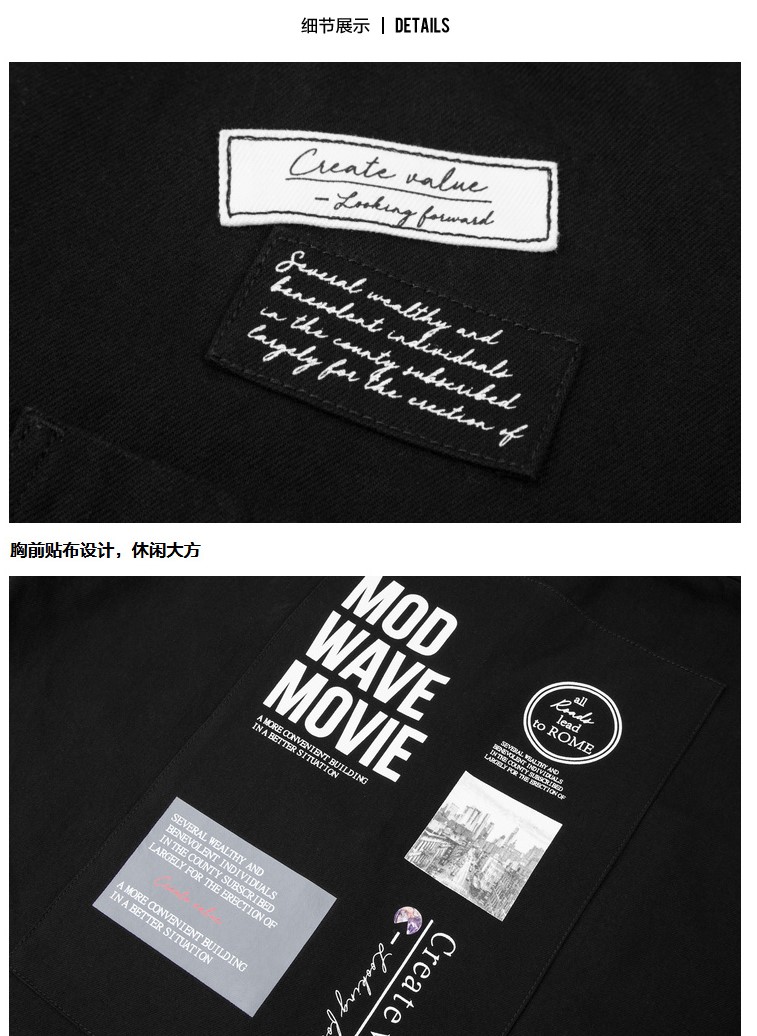 细节展示 | DETAILS
Create value
- Looking forward
Several wealthy and
benevolent individuals
in the county subscribed
largely for the erection of
胸前贴布设计，休闲大方
MOD
WAVE
MOVIE
A MORE CONVENIENT BUILDING
IN A BETTER SITUATION
all
Roads
lead
to ROME
SEVERAL WEALTHY AND
BENEVOLENT INDIVIDUALS
IN THE COUNTY SUBSCRIBED
LARGELY FOR THE ERECTION OF
SEVERAL WEALTHY AND
BENEVOLENT INDIVIDUALS
IN THE COUNTY SUBSCRIBED
LARGELY FOR THE ERECTION OF
Create value
A MORE CONVENIENT BUILDING
IN A BETTER SITUATION
Create
- Looking